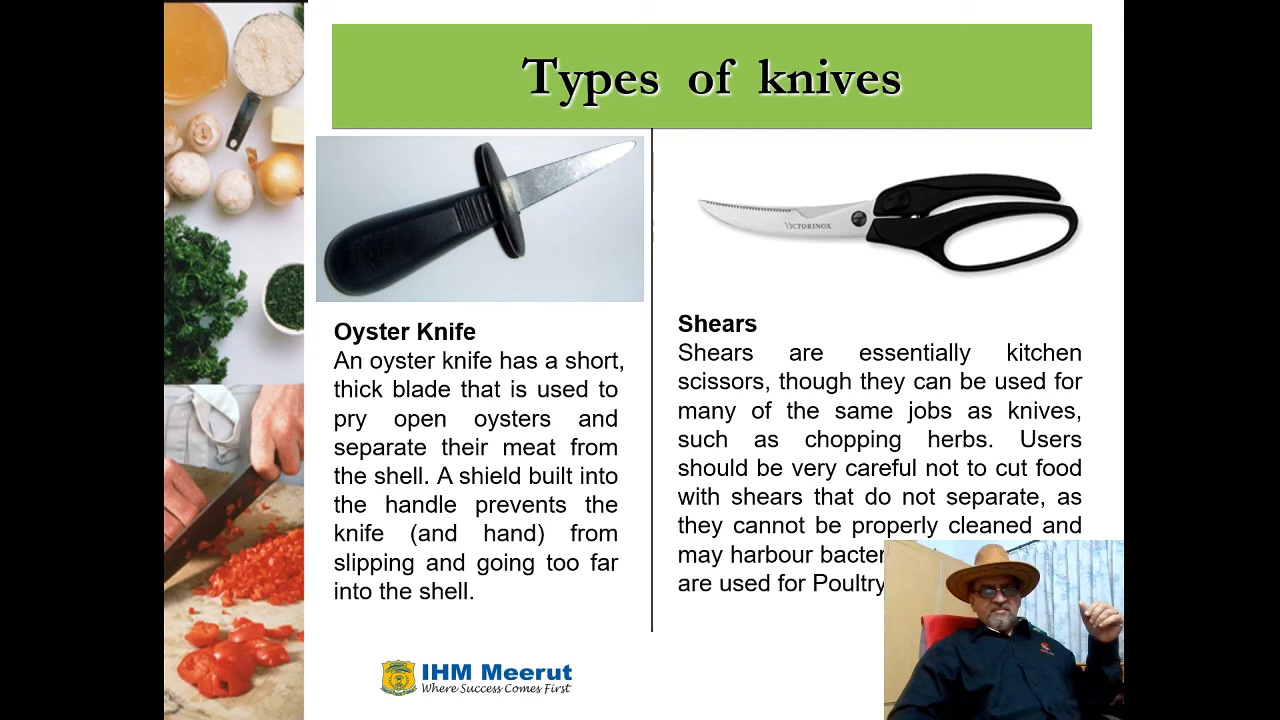 Types of knives
VICTORINOX
Oyster Knife
An oyster knife has a short,
thick blade that is used to
pry open oysters and
separate their meat from
the shell. A shield built into
the handle prevents the
knife (and hand) from
slipping and going too far
into the shell.
Shears
Shears are essentially kitchen
scissors, though they can be used for
many of the same jobs as knives,
such as chopping herbs. Users
should be very careful not to cut food
with shears that do not separate, as
they cannot be properly cleaned and
may harbour
are used for Poultry
IHM Meerut
Where Success Comes First